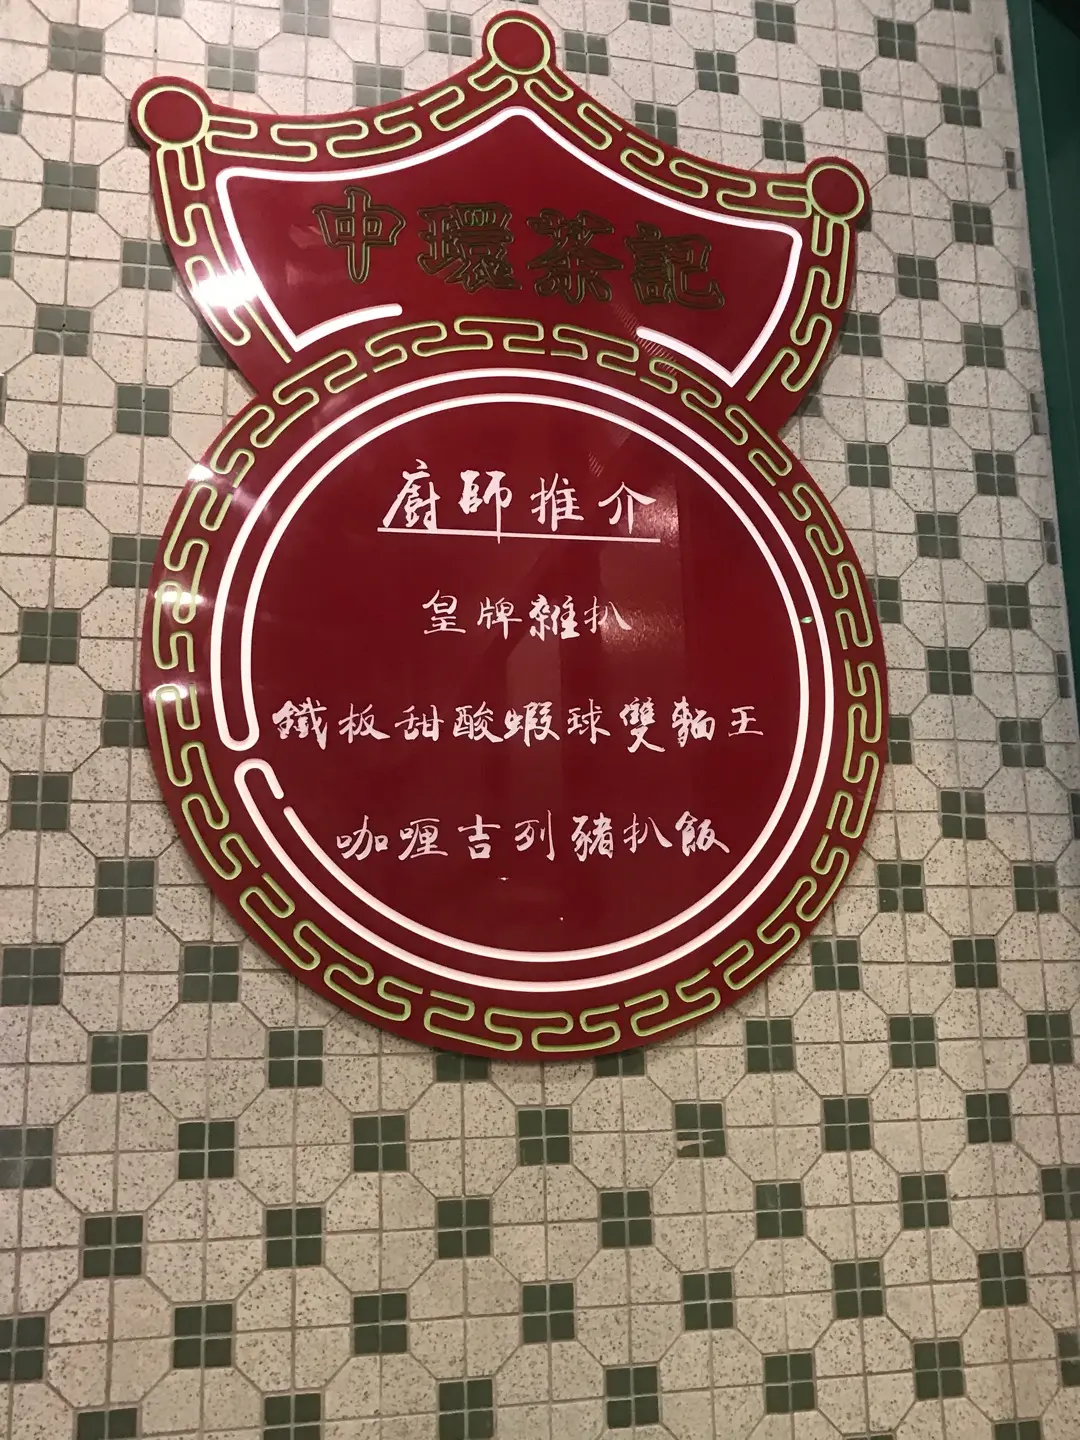 中環茶記
廚師推介
皇牌雜扒
鐵板甜酸蝦球雙麵王
咖喱吉列豬扒飯